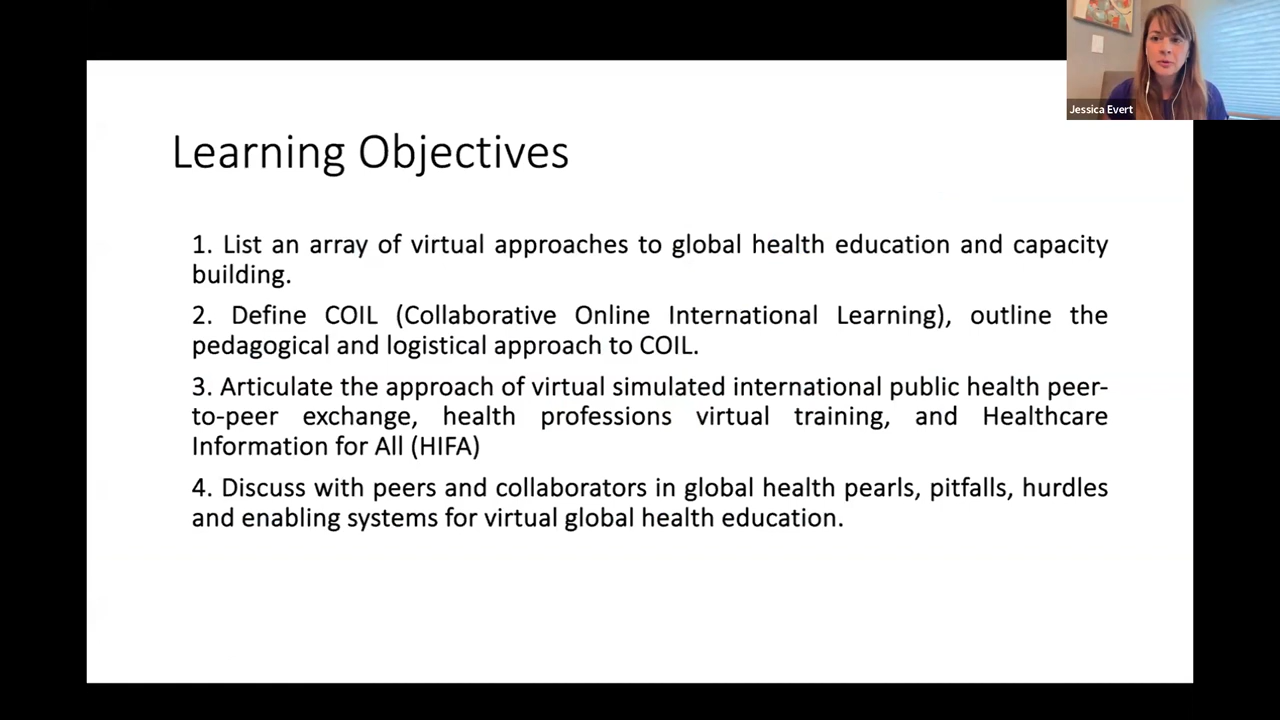 Jessica Evert
Learning Objectives
1. List an array of virtual approaches to global health education and capacity
building.
2. Define COIL (Collaborative Online International Learning), outline the
pedagogical and logistical approach to COIL.
3. Articulate the approach of virtual simulated international public health peer-
to-peer exchange, health professions virtual training, and Healthcare
Information for All (HIFA)
4. Discuss with peers and collaborators in global health pearls, pitfalls, hurdles
and enabling systems for virtual global health education.